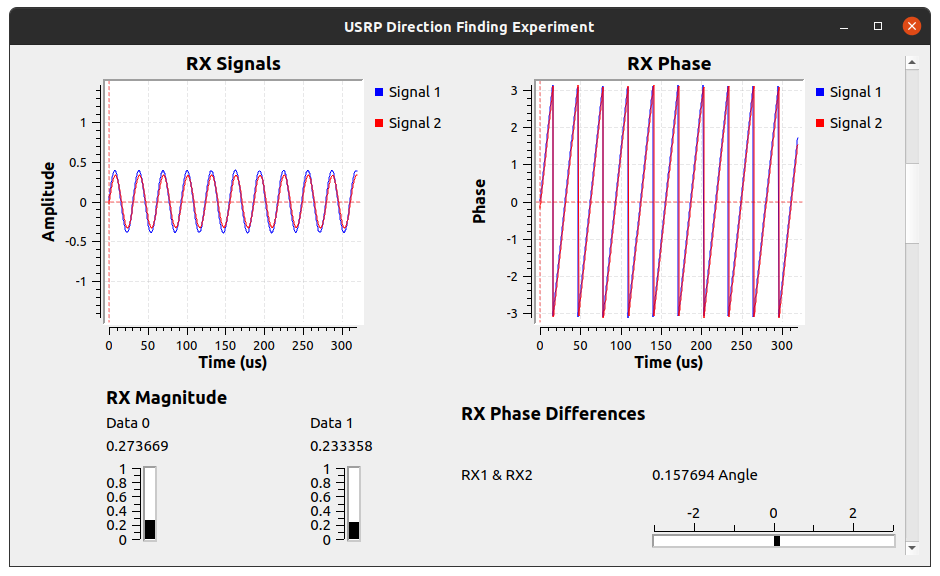 USRP Direction Finding Experiment
RX Signals
Signal 1
Signal 2
Amplitude
1
0.5
0
-0.5
-1
0 50 100 150 200 250 300
Time (us)
RX Phase
Signal 1
Signal 2
Phase
3
2
1
0
-1
-2
-3
0 50 100 150 200 250 300
Time (us)
RX Magnitude
Data 0
0.273669
1
0.8
0.6
0.4
0.2
0
Data 1
0.233358
1
0.8
0.6
0.4
0.2
0
RX Phase Differences
RX1 & RX2 0.157694 Angle
-2 0 2